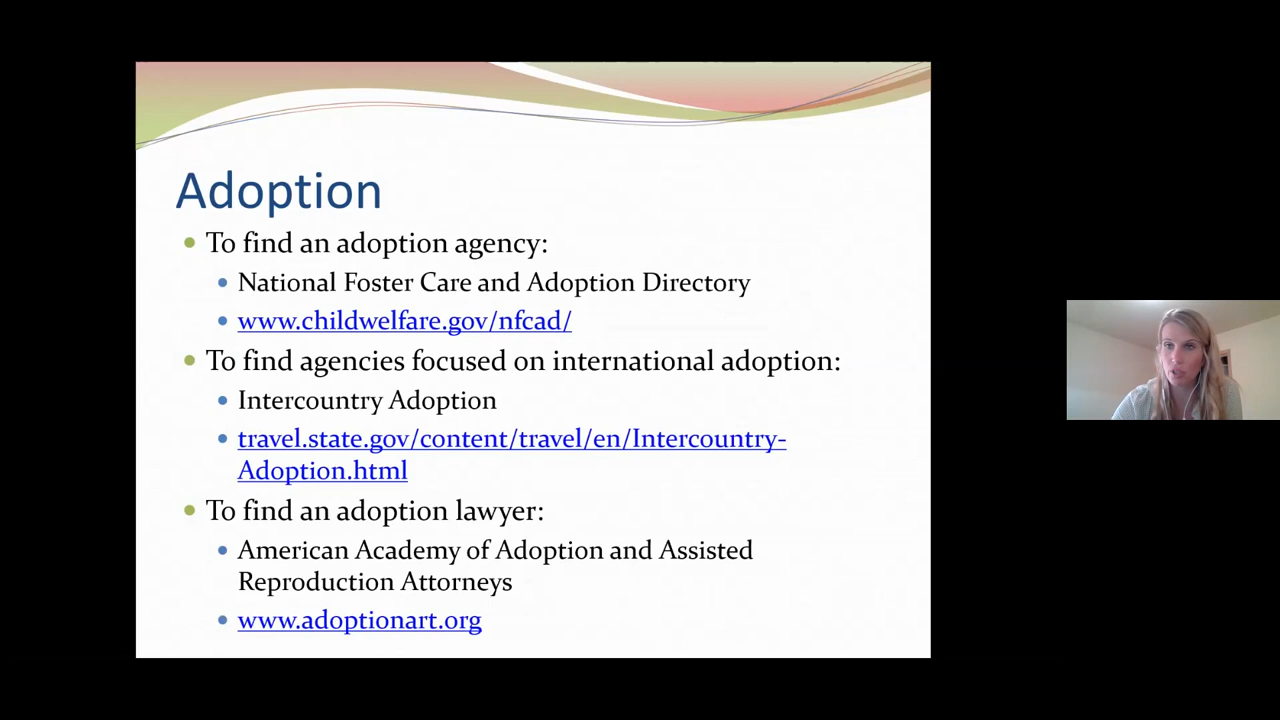 Adoption
To find an adoption agency:
National Foster Care and Adoption Directory
www.childwelfare.gov/nfcad/
To find agencies focused on international adoption:
Intercountry Adoption
travel.state.gov/content/travel/en/Intercountry-
Adoption.html
To find an adoption lawyer:
American Academy of Adoption and Assisted
Reproduction Attorneys
www.adoptionart.org